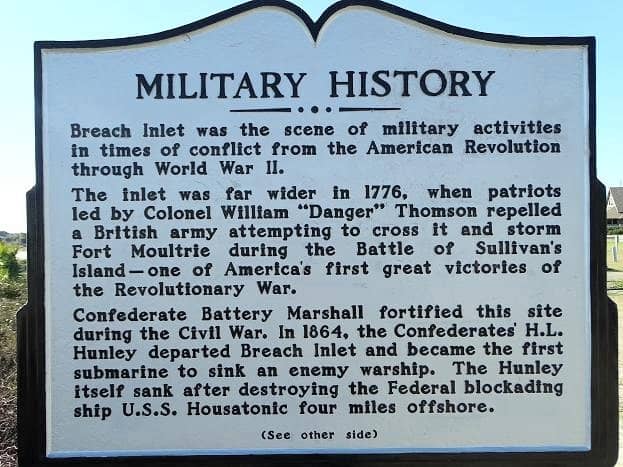 MILITARY HISTORY
Breach Inlet was the scene of military activities
in times of conflict from the American Revolution
through World War II.
The inlet was far wider in 1776, when patriots
led by Colonel William "Danger" Thomson repelled
a British army attempting to cross it and storm
Fort Moultrie during the Battle of Sullivan's
Island—one of America's first great victories of
the Revolutionary War.
Confederate Battery Marshall fortified this site
during the Civil War. In 1864, the Confederates' H.L.
Hunley departed Breach Inlet and became the first
submarine to sink an enemy warship. The Hunley
itself sank after destroying the Federal blockading
ship U.S.S. Housatonic four miles offshore.
(See other side)